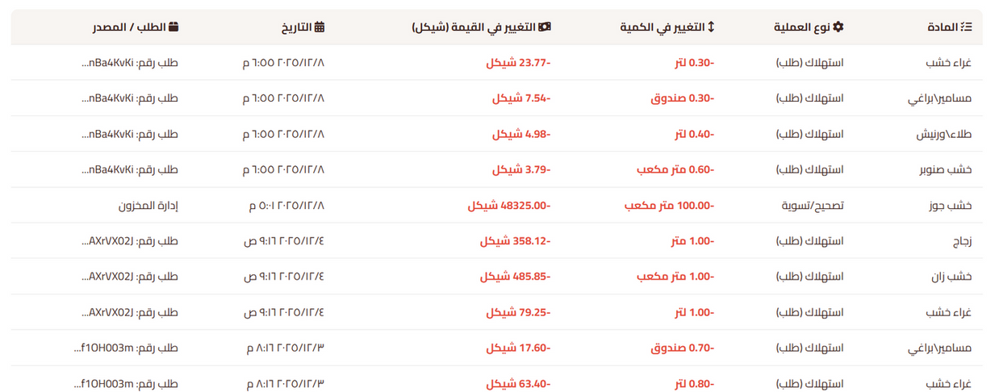 المادة نوع العملية التغيير في الكمية التغيير في القيمة (شيكل) التاريخ الطلب / المصدر
غراء خشب استهلاك (طلب) -0.30 لتر -23.77 شيكل ٢٠٢٥/١٢/٨ ٦:٥٥ م طلب رقم: nBa4KvKi...
مسامير\براغي استهلاك (طلب) -0.30 صندوق -7.54 شيكل ٢٠٢٥/١٢/٨ ٦:٥٥ م طلب رقم: nBa4KvKi...
طلاء\ورنيش استهلاك (طلب) -0.40 لتر -4.98 شيكل ٢٠٢٥/١٢/٨ ٦:٥٥ م طلب رقم: nBa4KvKi...
خشب صنوبر استهلاك (طلب) -0.60 متر مكعب -3.79 شيكل ٢٠٢٥/١٢/٨ ٦:٥٥ م طلب رقم: nBa4KvKi...
خشب جوز تصحيح/تسوية -100.00 متر مكعب -48325.00 شيكل ٢٠٢٥/١٢/٨ ٥:٠١ م إدارة المخزون
زجاج استهلاك (طلب) -1.00 متر -358.12 شيكل ٢٠٢٥/١٢/٤ ٩:١٦ ص طلب رقم: AXrVX02J...
خشب زان استهلاك (طلب) -1.00 متر مكعب -485.85 شيكل ٢٠٢٥/١٢/٤ ٩:١٦ ص طلب رقم: AXrVX02J...
غراء خشب استهلاك (طلب) -1.00 لتر -79.25 شيكل ٢٠٢٥/١٢/٤ ٩:١٦ ص طلب رقم: AXrVX02J...
مسامير\براغي استهلاك (طلب) -0.70 صندوق -17.60 شيكل ٢٠٢٥/١٢/٣ ٨:١٦ م طلب رقم: f1OH003m...
غراء خشب استهلاك (طلب) -0.80 لتر -63.40 شيكل ٢٠٢٥/١٢/٣ ٨:١٦ م طلب رقم: f1OH003m...